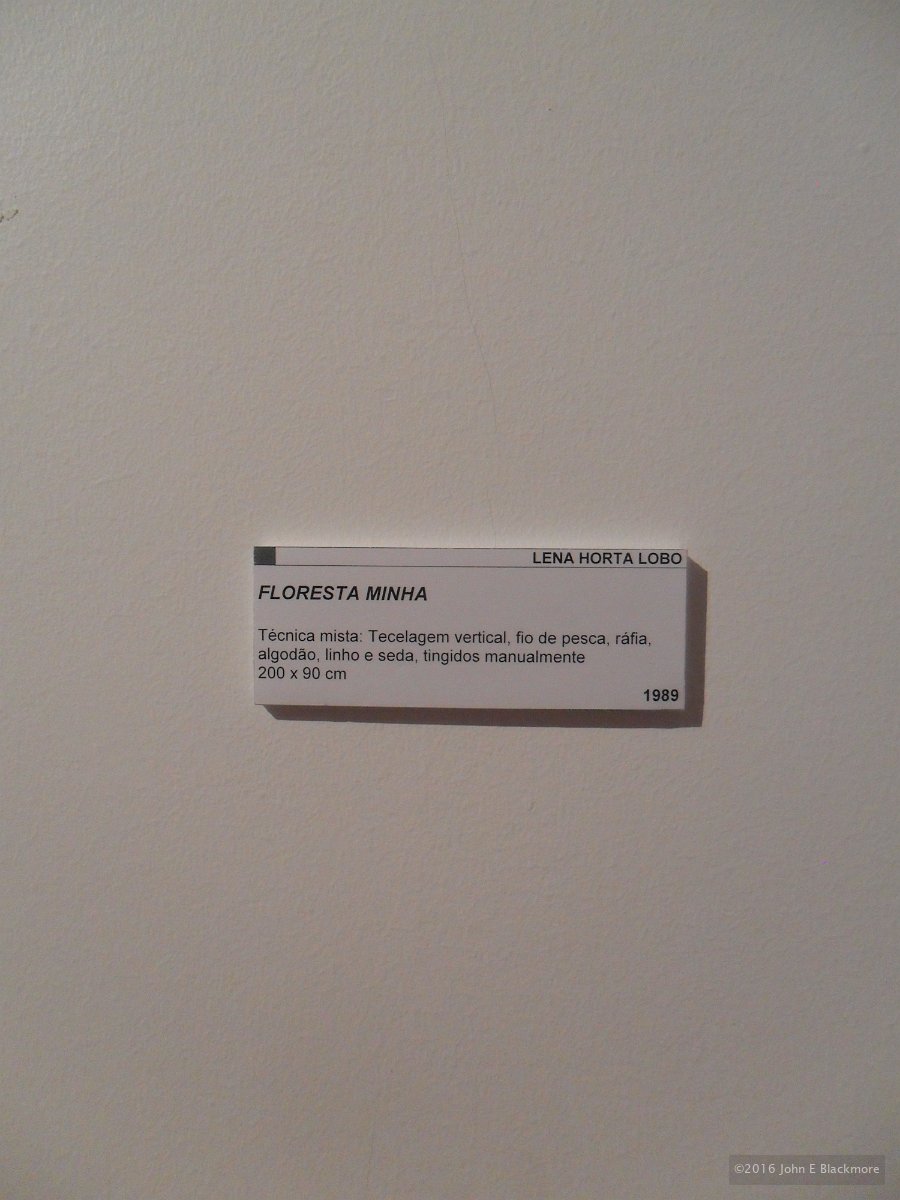 LENA HORTA LOBO
FLORESTA MINHA
Técnica mista: Tecelagem vertical, fio de pesca, ráfia,
algodão, linho e seda, tingidos manualmente
200 x 90 cm
1989
©2016 John E Blackmore